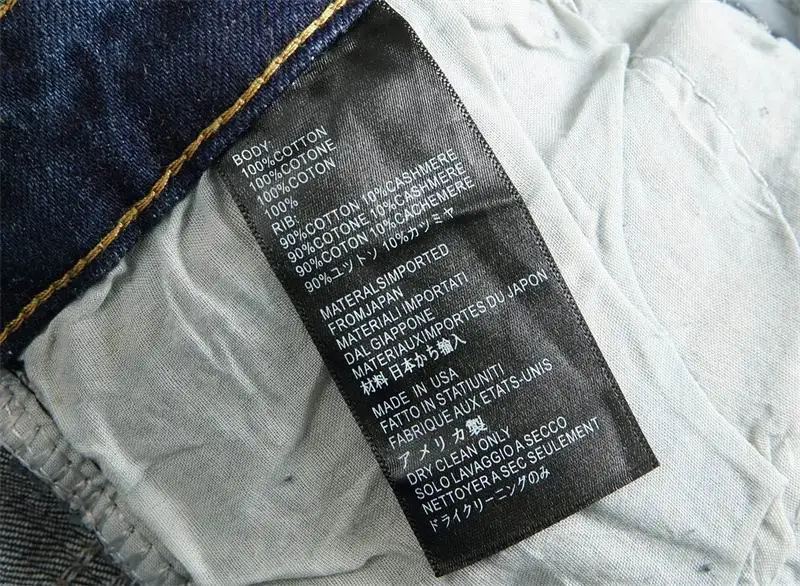 BODY:
100%COTTON
100%COTONE
100%COTON
100%
RIB:
90%COTTON 10%CASHMERE
90%COTONE 10%CASHMERE
90%COTON 10%CACHEMERE
90%ユットソ 10%カツミヤ
MATERALSIMPORTED
FROMJAPAN
MATERIALI IMPORTATI
DAL GIAPPONE
MATERIAUXIMPORTES DU JAPON
材料 日本から输入
MADE IN USA
FATTO IN STATIUNITI
FABRIQUE AUX ETATS-UNIS
アメリカ製
DRY CLEAN ONLY
SOLO LAVAGGIO A SECCO
NETTOYER A SEC SEULEMENT
ドライクリーニングのみ